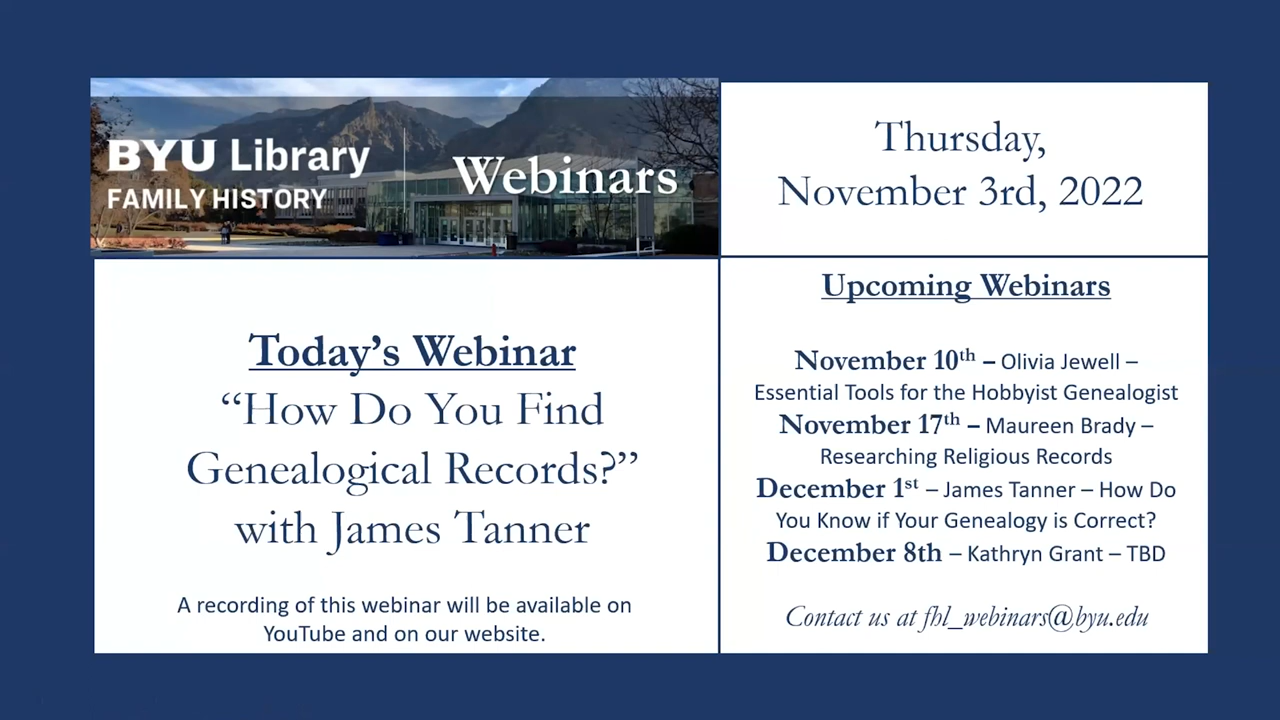 BYU Library
FAMILY HISTORY
Webinars
Thursday,
November 3rd, 2022
Today's Webinar
“How Do You Find
Genealogical Records?”
with James Tanner
A recording of this webinar will be available on
YouTube and on our website.
Upcoming Webinars
November 10th – Olivia Jewell –
Essential Tools for the Hobbyist Genealogist
November 17th – Maureen Brady –
Researching Religious Records
December 1st – James Tanner – How Do
You Know if Your Genealogy is Correct?
December 8th – Kathryn Grant – TBD
Contact us at fhl_webinars@byu.edu